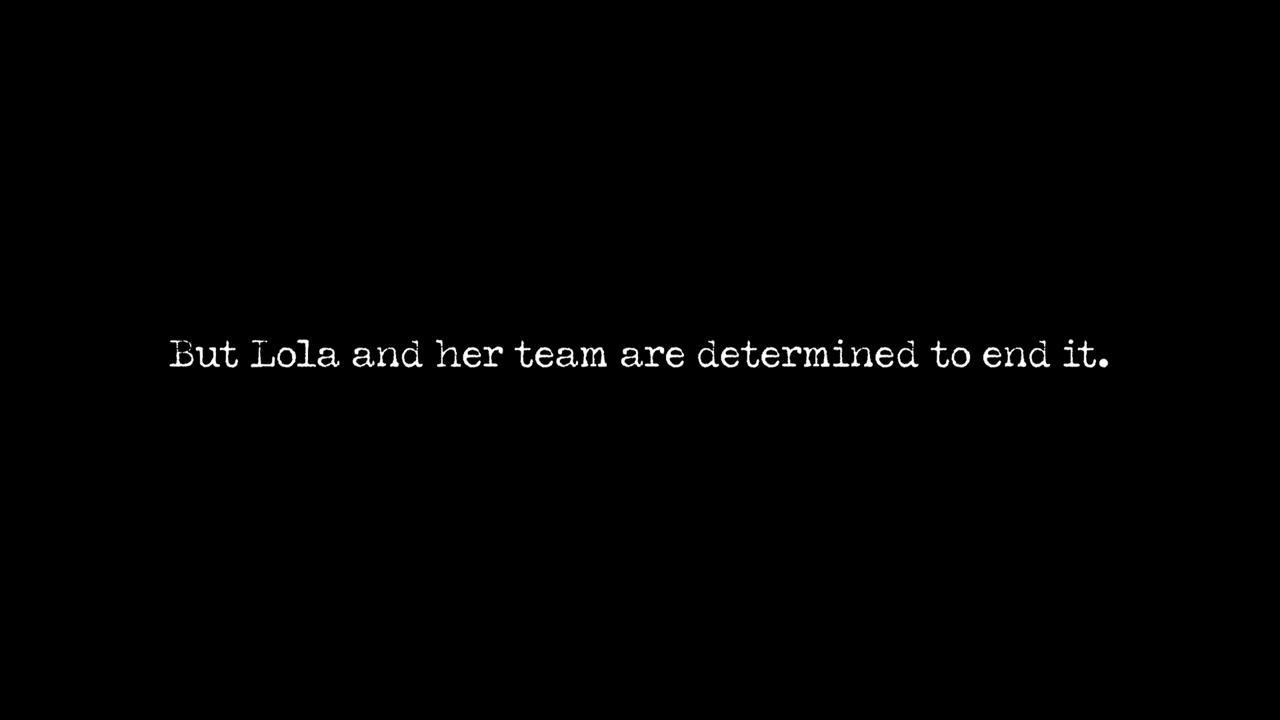 But Lola and her team are determined to end it.